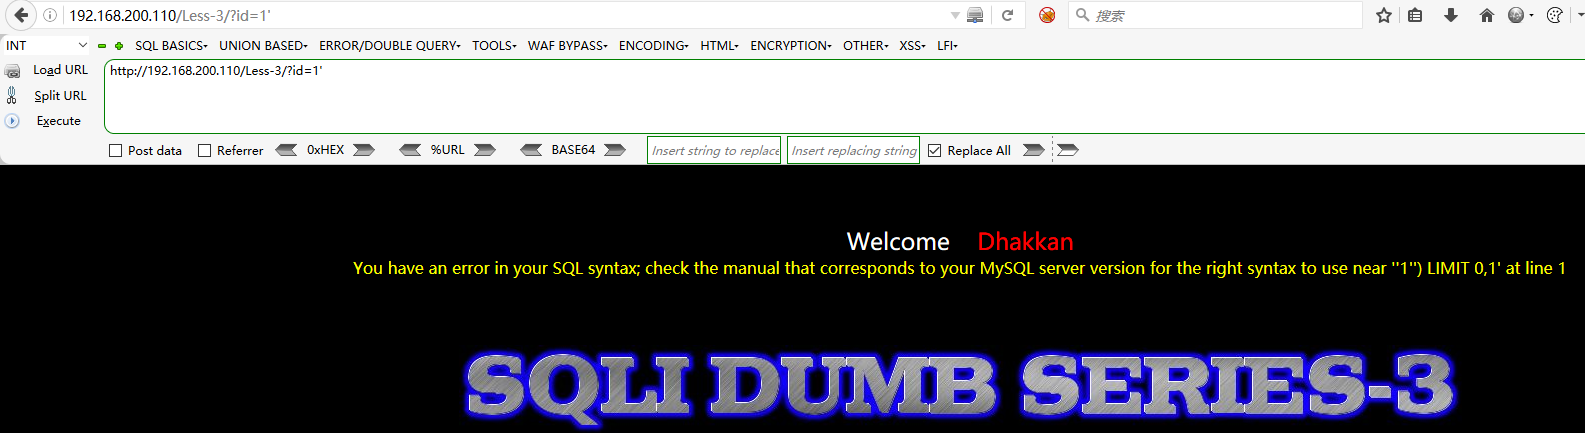 192.168.200.110/Less-3/?id=1'
搜索
INT
SQL BASICS UNION BASED ERROR/DOUBLE QUERY TOOLS WAF BYPASS ENCODING HTML ENCRYPTION OTHER XSS LFI
Load URL
http://192.168.200.110/Less-3/?id=1'
Split URL
Execute
Post data Referrer 0xHEX %URL BASE64 Insert string to replace Insert replacing string Replace All
Welcome Dhakkan
You have an error in your SQL syntax; check the manual that corresponds to your MySQL server version for the right syntax to use near ''1'') LIMIT 0,1' at line 1
SQLI DUMB SERIES-3